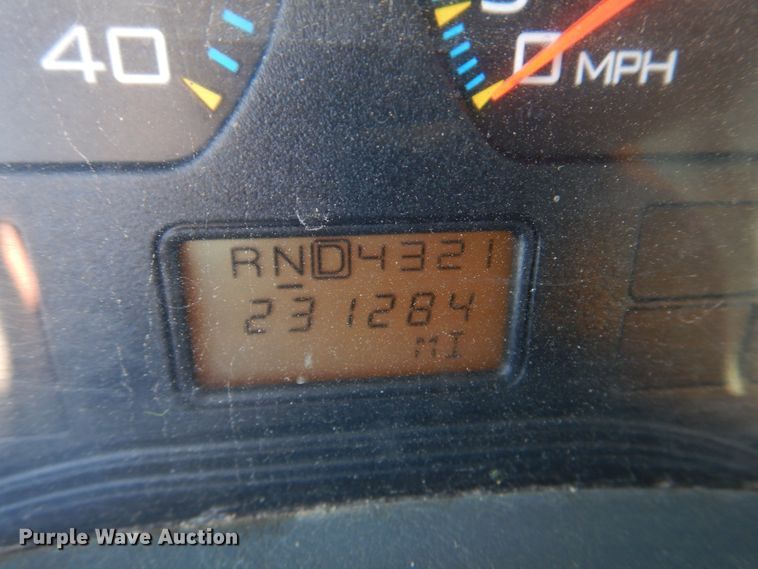 40
0 MPH
RND4321
231284
MI
Purple Wave Auction